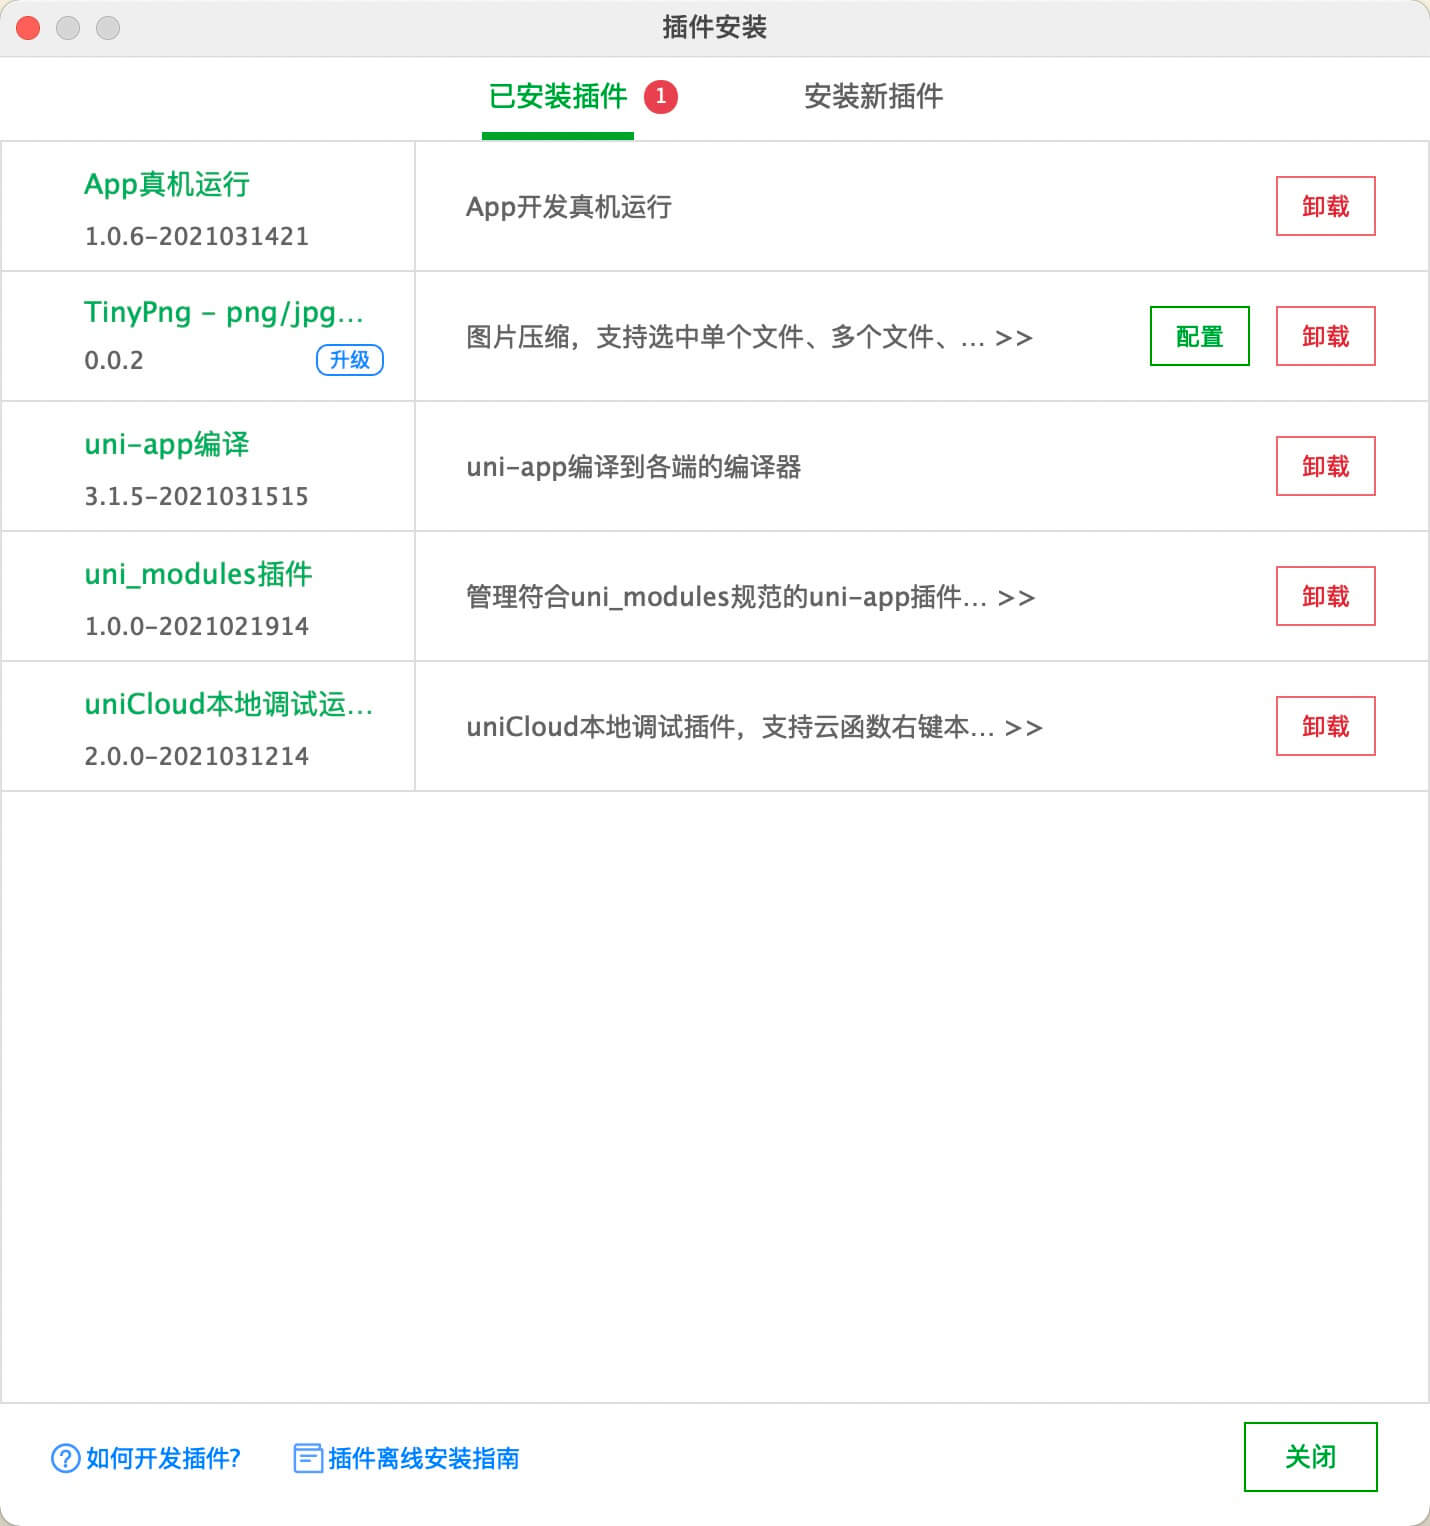 插件安装
已安装插件 1 安装新插件
App真机运行
1.0.6-2021031421
App开发真机运行
卸载
TinyPng - png/jpg...
0.0.2 升级
图片压缩，支持选中单个文件、多个文件、... >>
配置 卸载
uni-app编译
3.1.5-2021031515
uni-app编译到各端的编译器
卸载
uni_modules插件
1.0.0-2021021914
管理符合uni_modules规范的uni-app插件... >>
卸载
uniCloud本地调试运...
2.0.0-2021031214
uniCloud本地调试插件，支持云函数右键本... >>
卸载
如何开发插件? 插件离线安装指南 关闭